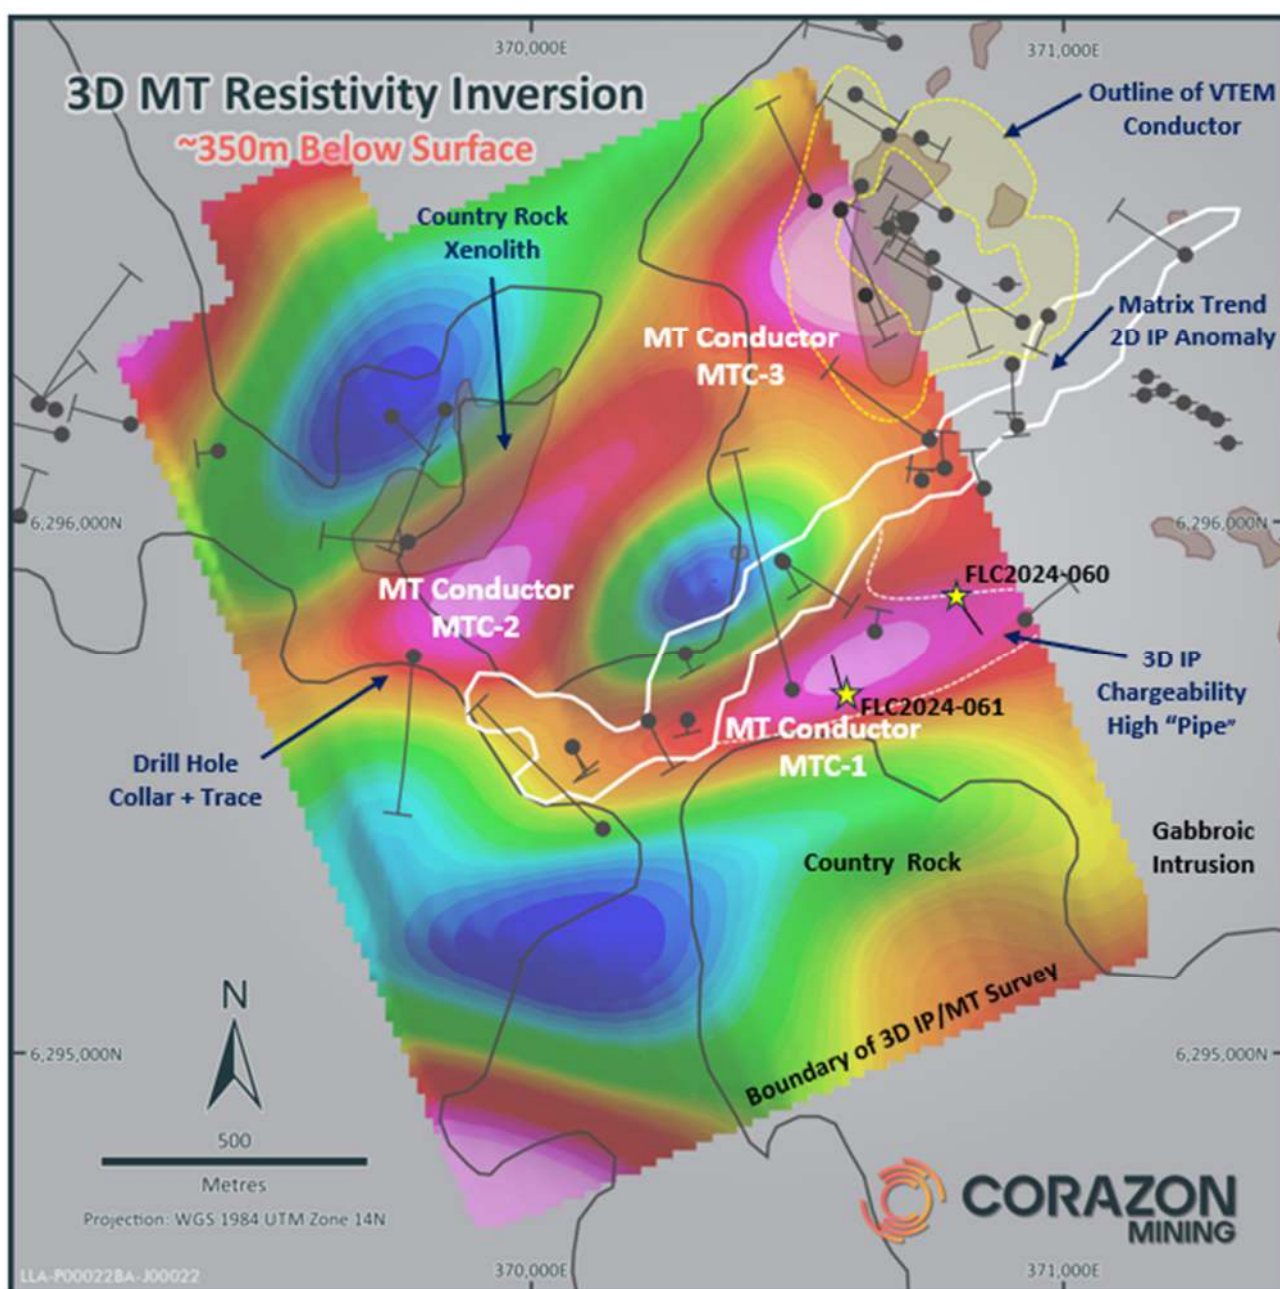 370,000E
371,000E
3D MT Resistivity Inversion
~350m Below Surface
Outline of VTEM
Conductor
Country Rock
Xenolith
Matrix Trend
2D IP Anomaly
MT Conductor
MTC-3
6,296,000N
6,296,000N
FLC2024-060
MT Conductor
MTC-2
3D IP
Chargeability
High “Pipe”
FLC2024-061
MT Conductor
MTC-1
Drill Hole
Collar + Trace
Gabbroic
Intrusion
Country Rock
N
Boundary of 3D IP/MT Survey
6,295,000N
6,295,000N
500
Metres
Projection: WGS 1984 UTM Zone 14N
CORAZON
MINING
LLA-P00022BA-J00022
370,000E
371,000E